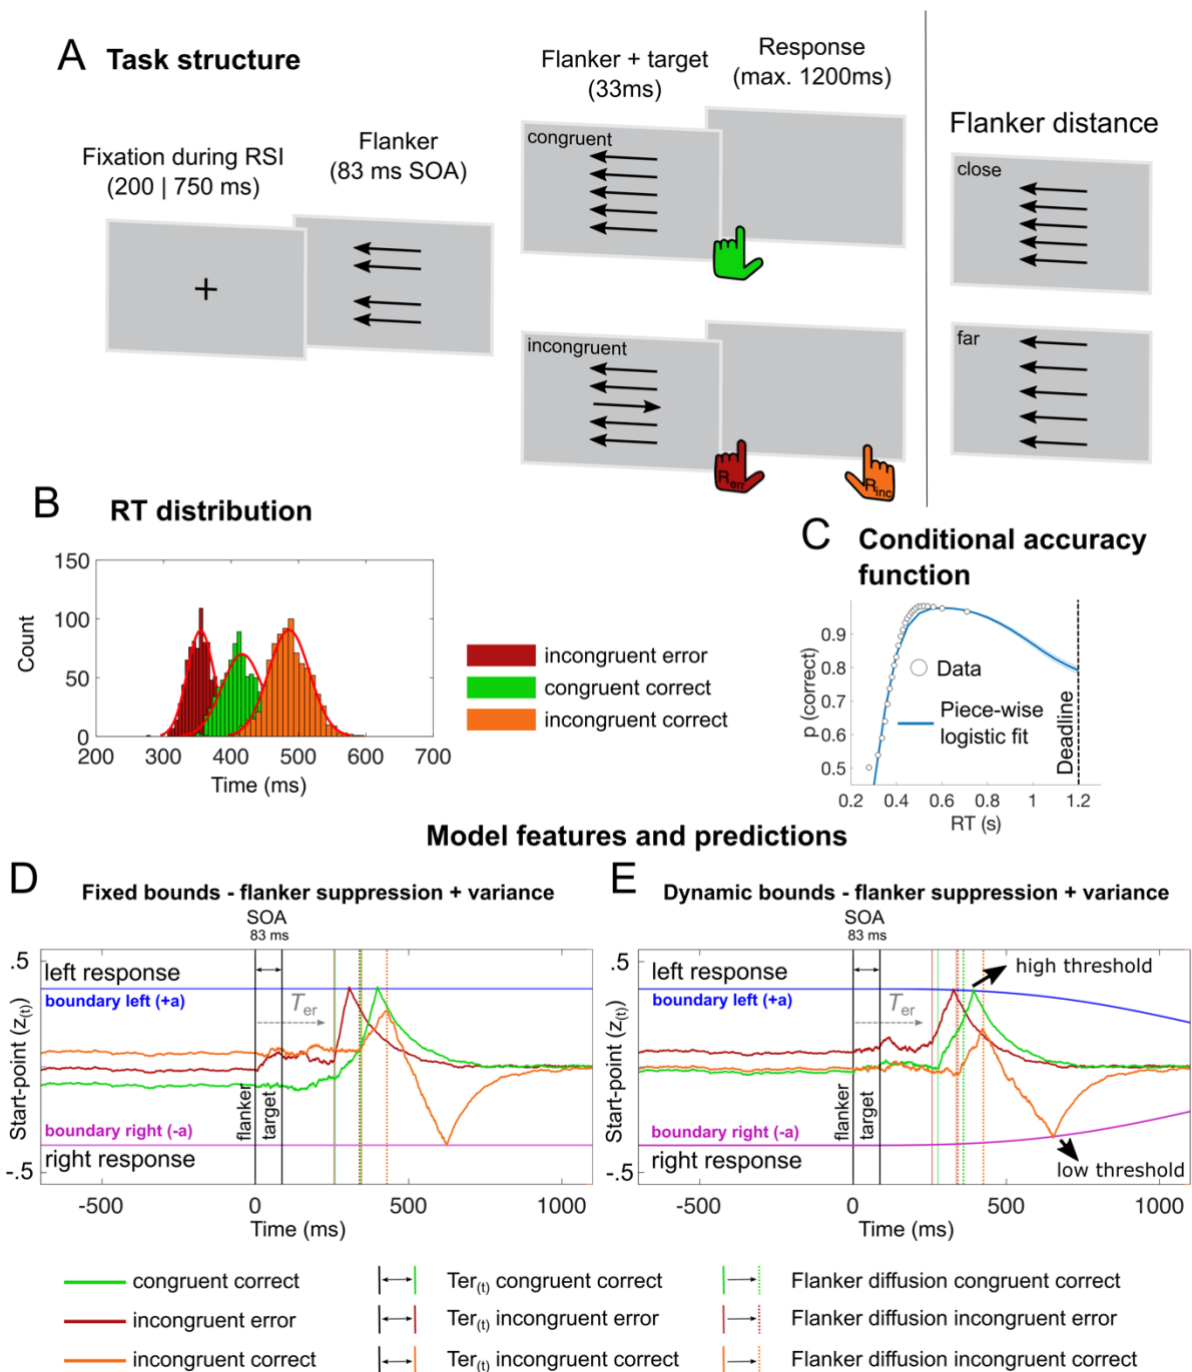 A Task structure
Fixation during RSI
(200 | 750 ms)
Flanker
(83 ms SOA)
Flanker + target
(33ms)
Response
(max. 1200ms)
congruent
incongruent
R_err
R_inc
Flanker distance
close
far
B RT distribution
150
100
50
0
Count
200 300 400 500 600 700
Time (ms)
incongruent error
congruent correct
incongruent correct
C Conditional accuracy
function
0.9
0.8
0.7
0.6
0.5
p (correct)
Data
Piece-wise
logistic fit
Deadline
0.2 0.4 0.6 0.8 1 1.2
RT (s)
Model features and predictions
D Fixed bounds - flanker suppression + variance
SOA
83 ms
.5
-.5
Start-point (z(t))
left response
boundary left (+a)
Ter
flanker
target
boundary right (-a)
right response
-500 0 500 1000
Time (ms)
E Dynamic bounds - flanker suppression + variance
SOA
83 ms
.5
-.5
Start-point (z(t))
left response
high threshold
boundary left (+a)
Ter
flanker
target
boundary right (-a)
right response
low threshold
-500 0 500 1000
Time (ms)
congruent correct
Ter(t) congruent correct
Flanker diffusion congruent correct
incongruent error
Ter(t) incongruent error
Flanker diffusion incongruent error
incongruent correct
Ter(t) incongruent correct
Flanker diffusion incongruent correct